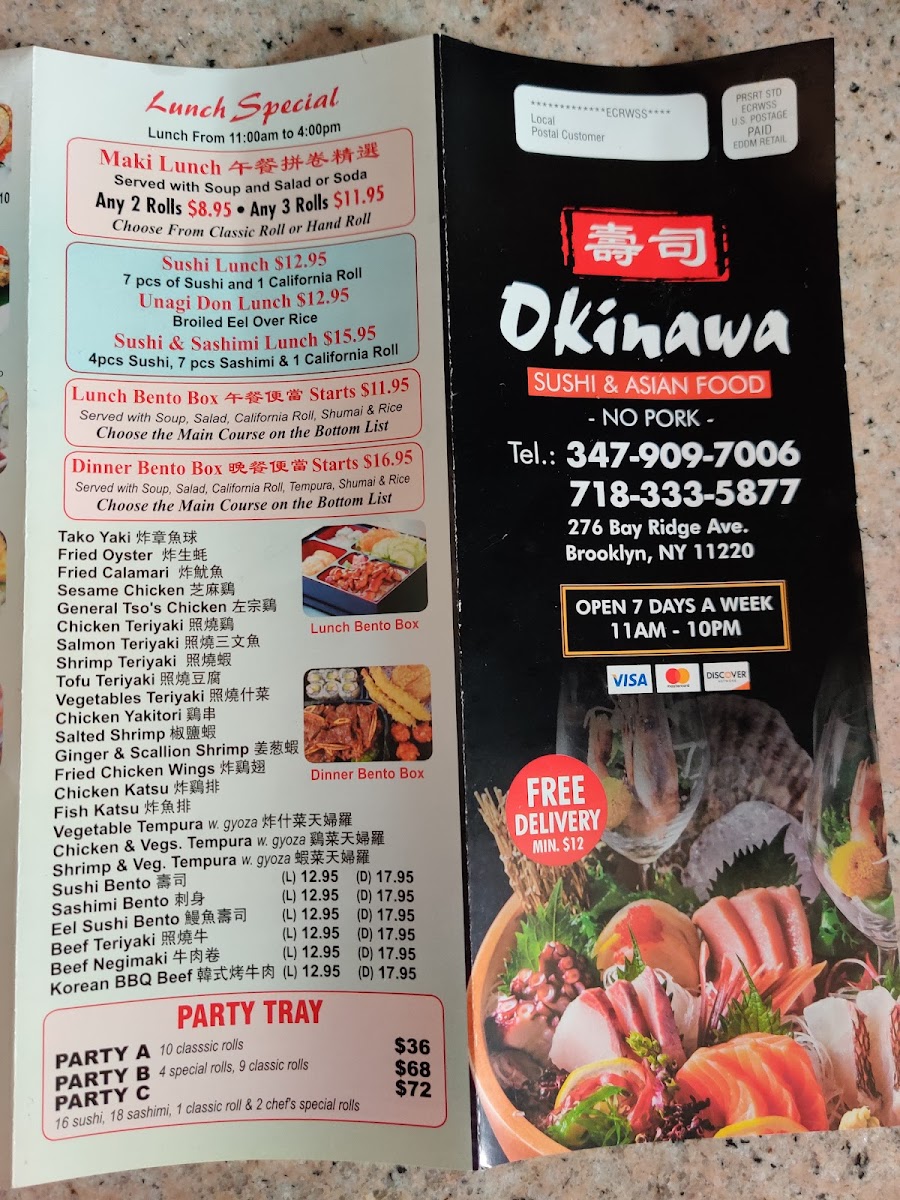 Lunch Special
Lunch From 11:00am to 4:00pm
Maki Lunch 午餐拼卷精選
Served with Soup and Salad or Soda
Any 2 Rolls $8.95 • Any 3 Rolls $11.95
Choose From Classic Roll or Hand Roll
Sushi Lunch $12.95
7 pcs of Sushi and 1 California Roll
Unagi Don Lunch $12.95
Broiled Eel Over Rice
Sushi & Sashimi Lunch $15.95
4pcs Sushi, 7 pcs Sashimi & 1 California Roll
Lunch Bento Box 午餐便當 Starts $11.95
Served with Soup, Salad, California Roll, Shumai & Rice
Choose the Main Course on the Bottom List
Dinner Bento Box 晚餐便當 Starts $16.95
Served with Soup, Salad, California Roll, Tempura, Shumai & Rice
Choose the Main Course on the Bottom List
Tako Yaki 炸章魚球
Fried Oyster 炸生蚝
Fried Calamari 炸魷魚
Sesame Chicken 芝麻鷄
General Tso's Chicken 左宗鷄
Chicken Teriyaki 照燒鷄
Salmon Teriyaki 照燒三文魚
Shrimp Teriyaki 照燒蝦
Tofu Teriyaki 照燒豆腐
Vegetables Teriyaki 照燒什菜
Chicken Yakitori 鷄串
Salted Shrimp 椒鹽蝦
Ginger & Scallion Shrimp 姜葱蝦
Fried Chicken Wings 炸鷄翅
Chicken Katsu 炸鷄排
Fish Katsu 炸魚排
Vegetable Tempura w. gyoza 炸什菜天婦羅
Chicken & Vegs. Tempura w. gyoza 鷄菜天婦羅
Shrimp & Veg. Tempura w. gyoza 蝦菜天婦羅
Sushi Bento 壽司 (L) 12.95 (D) 17.95
Sashimi Bento 刺身 (L) 12.95 (D) 17.95
Eel Sushi Bento 鰻魚壽司 (L) 12.95 (D) 17.95
Beef Teriyaki 照燒牛 (L) 12.95 (D) 17.95
Beef Negimaki 牛肉卷 (L) 12.95 (D) 17.95
Korean BBQ Beef 韓式烤牛肉 (L) 12.95 (D) 17.95
Lunch Bento Box
Dinner Bento Box
PARTY TRAY
PARTY A 10 classsic rolls $36
PARTY B 4 special rolls, 9 classic rolls $68
PARTY C $72
16 sushi, 18 sashimi, 1 classic roll & 2 chef's special rolls
*************ECRWSS****
Local
Postal Customer
PRSRT STD
ECRWSS
U.S. POSTAGE
PAID
EDDM RETAIL
壽司
Okinawa
SUSHI & ASIAN FOOD
- NO PORK -
Tel.: 347-909-7006
718-333-5877
276 Bay Ridge Ave.
Brooklyn, NY 11220
OPEN 7 DAYS A WEEK
11AM - 10PM
VISA
DISCOVER
FREE
DELIVERY
MIN. $12
10